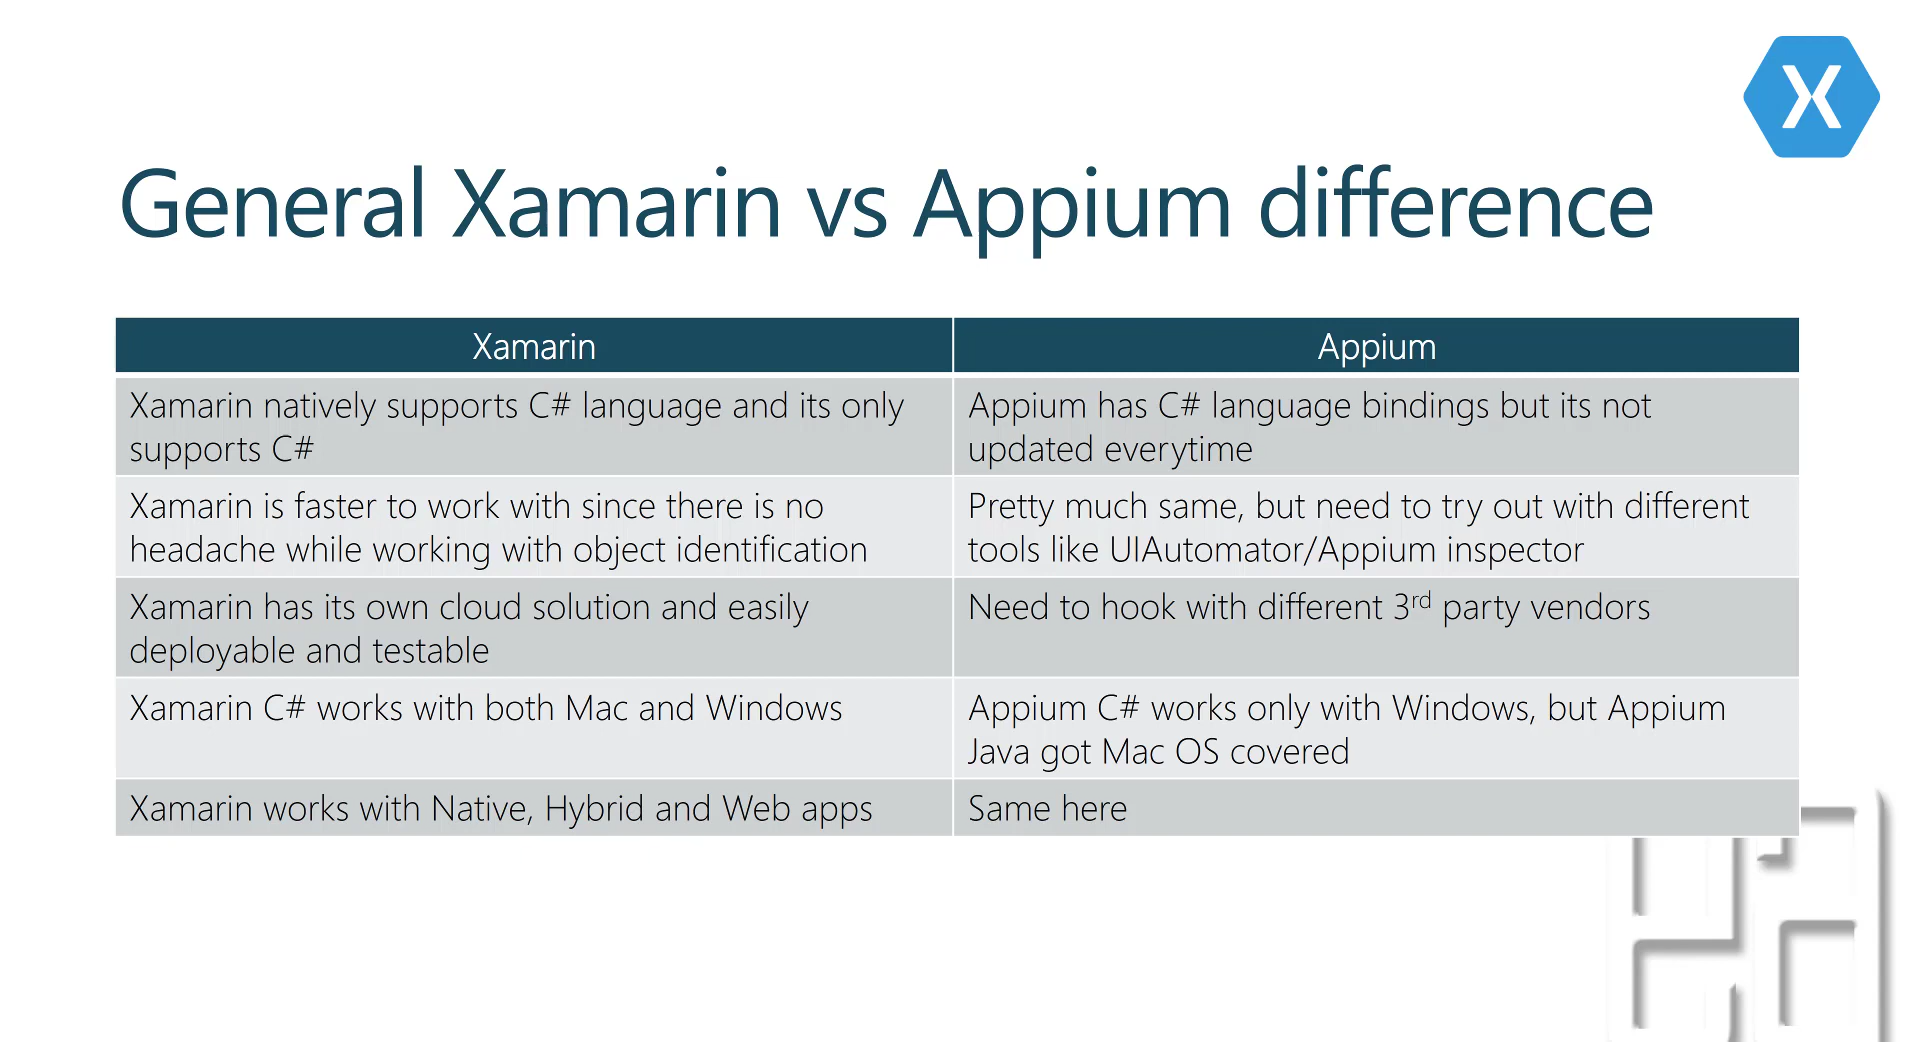 X
General Xamarin vs Appium difference
Xamarin
Appium
Xamarin natively supports C# language and its only
supports C#
Appium has C# language bindings but its not
updated everytime
Xamarin is faster to work with since there is no
headache while working with object identification
Pretty much same, but need to try out with different
tools like UIAutomator/Appium inspector
Xamarin has its own cloud solution and easily
deployable and testable
Need to hook with different 3rd party vendors
Xamarin C# works with both Mac and Windows
Appium C# works only with Windows, but Appium
Java got Mac OS covered
Xamarin works with Native, Hybrid and Web apps
Same here